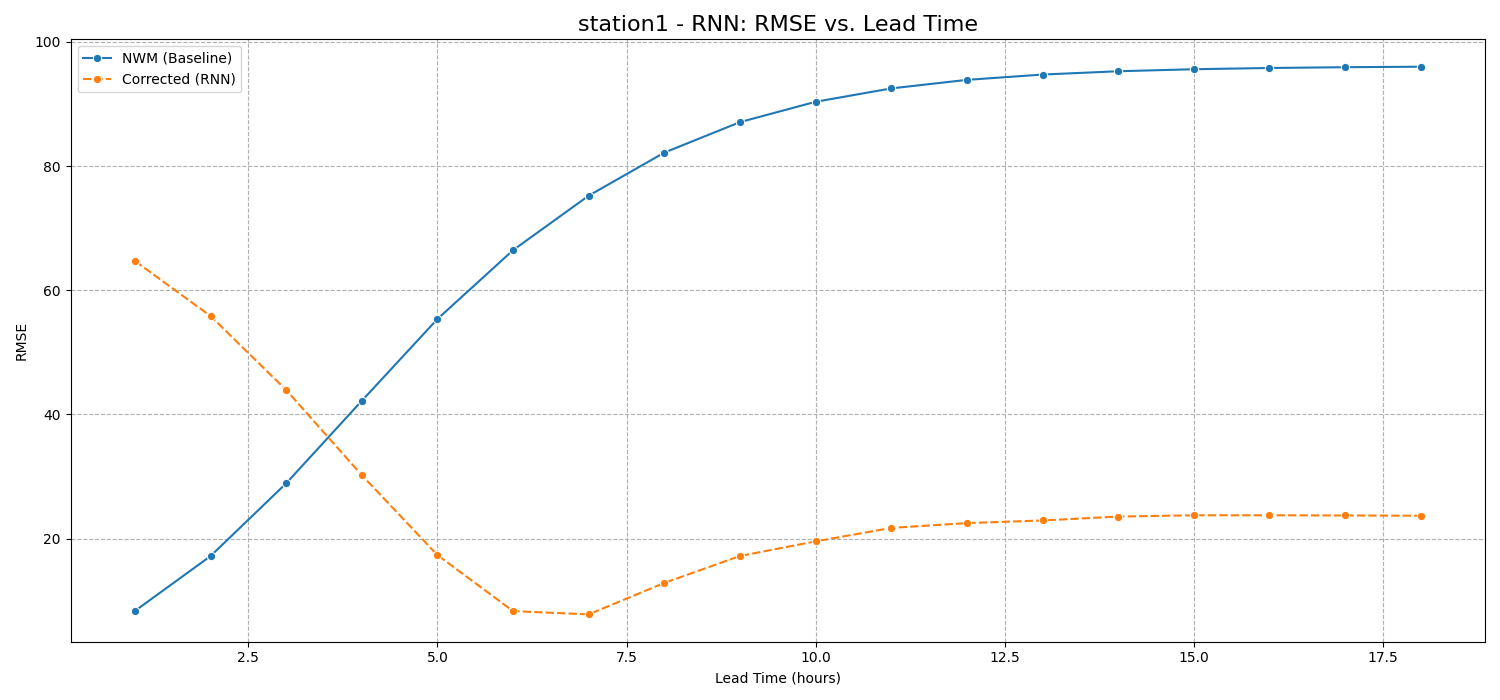 station1 - RNN: RMSE vs. Lead Time
NWM (Baseline)
Corrected (RNN)
RMSE
100
80
60
40
20
2.5 5.0 7.5 10.0 12.5 15.0 17.5
Lead Time (hours)